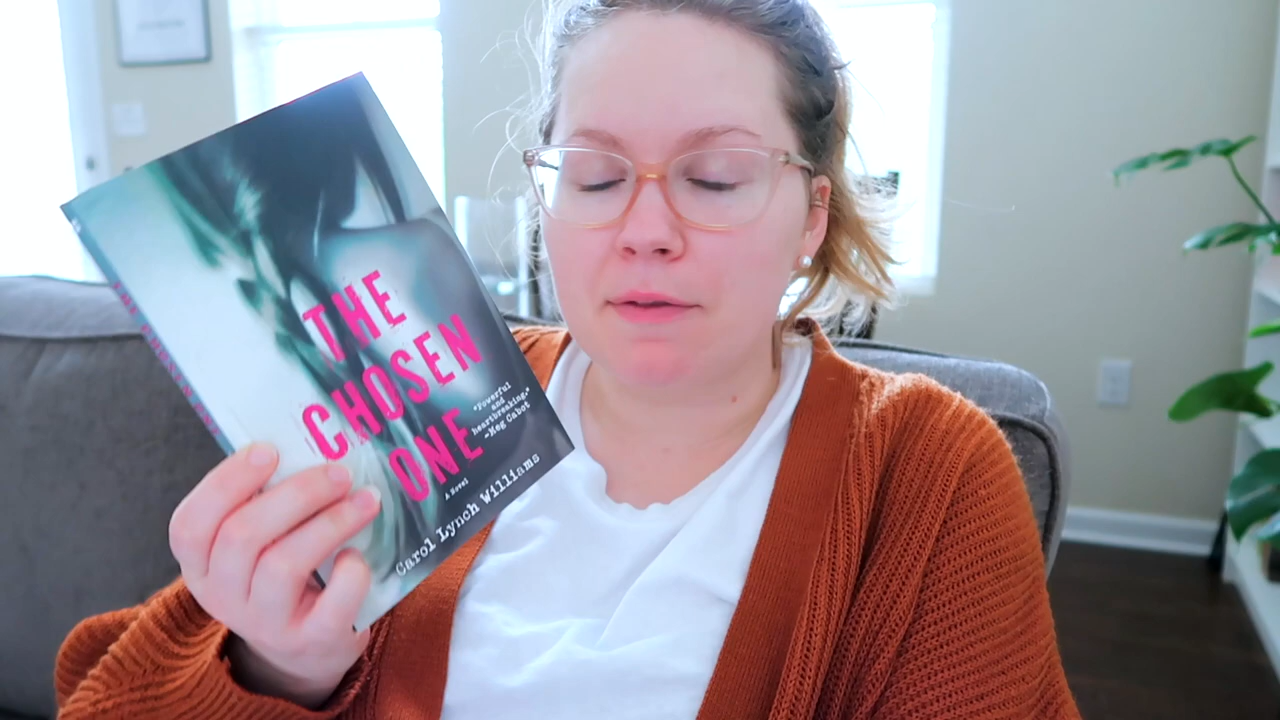 THE
CHOSEN
ONE
"Powerful
and
heartbreaking."
—Meg Cabot
A Novel
Carol Lynch Williams